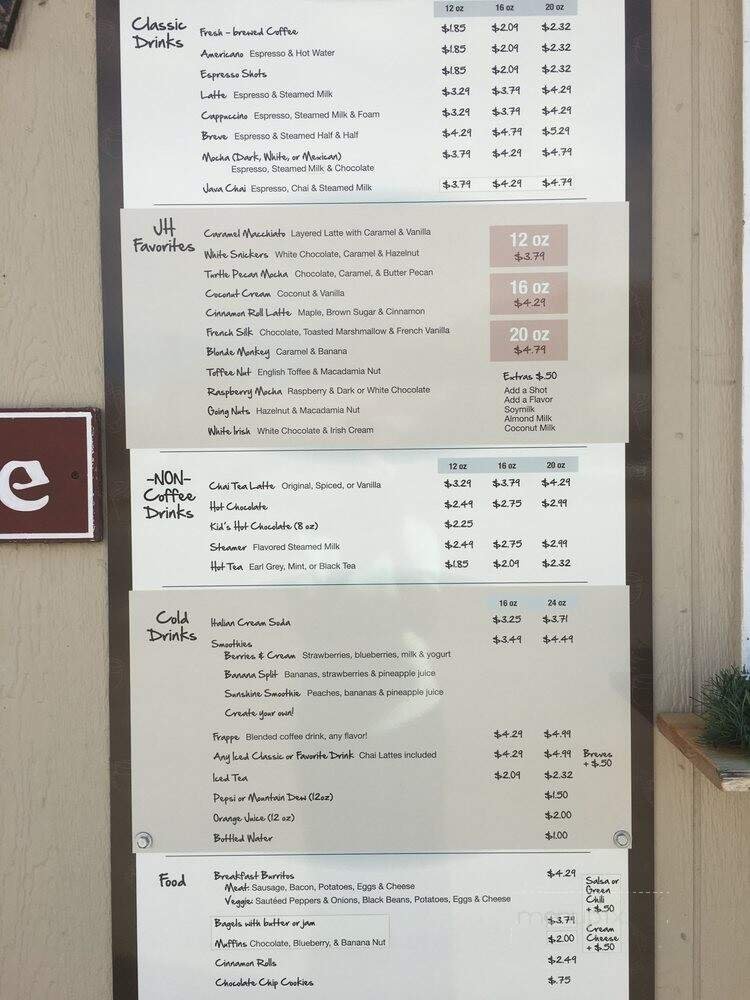 12 oz 16 oz 20 oz
Classic Drinks
Fresh - brewed Coffee $1.85 $2.09 $2.32
Americano Espresso & Hot Water $1.85 $2.09 $2.32
Espresso Shots $1.85 $2.09 $2.32
Latte Espresso & Steamed Milk $3.29 $3.79 $4.29
Cappuccino Espresso, Steamed Milk & Foam $3.29 $3.79 $4.29
Breve Espresso & Steamed Half & Half $4.29 $4.79 $5.29
Mocha (Dark, White, or Mexican) $3.79 $4.29 $4.79
Espresso, Steamed Milk & Chocolate
Java Chai Espresso, Chai & Steamed Milk $3.79 $4.29 $4.79
JH Favorites
Caramel Macchiato Layered Latte with Caramel & Vanilla
White Snickers White Chocolate, Caramel & Hazelnut
Turtle Pecan Mocha Chocolate, Caramel, & Butter Pecan
Coconut Cream Coconut & Vanilla
Cinnamon Roll Latte Maple, Brown Sugar & Cinnamon
French Silk Chocolate, Toasted Marshmallow & French Vanilla
Blonde Monkey Caramel & Banana
Toffee Nut English Toffee & Macadamia Nut
Raspberry Mocha Raspberry & Dark or White Chocolate
Going Nuts Hazelnut & Macadamia Nut
White Irish White Chocolate & Irish Cream
12 oz
$3.79
16 oz
$4.29
20 oz
$4.79
Extras $.50
Add a Shot
Add a Flavor
Soymilk
Almond Milk
Coconut Milk
e
12 oz 16 oz 20 oz
-NON-
Coffee
Drinks
Chai Tea Latte Original, Spiced, or Vanilla $3.29 $3.79 $4.29
Hot Chocolate $2.49 $2.75 $2.99
Kid's Hot Chocolate (8 oz) $2.25
Steamer Flavored Steamed Milk $2.49 $2.75 $2.99
Hot Tea Earl Grey, Mint, or Black Tea $1.85 $2.09 $2.32
16 oz 24 oz
Cold Drinks
Italian Cream Soda $3.25 $3.71
Smoothies $3.49 $4.49
Berries & Cream Strawberries, blueberries, milk & yogurt
Banana Split Bananas, strawberries & pineapple juice
Sunshine Smoothie Peaches, bananas & pineapple juice
Create your own!
Frappe Blended coffee drink, any flavor! $4.29 $4.99
Any Iced Classic or Favorite Drink Chai Lattes included $4.29 $4.99 Breves
+ $.50
Iced Tea $2.09 $2.32
Pepsi or Mountain Dew (12oz) $1.50
Orange Juice (12 oz) $2.00
Bottled Water $1.00
Food
Breakfast Burritos $4.29
Meat: Sausage, Bacon, Potatoes, Eggs & Cheese
Veggie: Sautéed Peppers & Onions, Black Beans, Potatoes, Eggs & Cheese
Salsa or
Green
Chili
+ $.50
Bagels with butter or jam $3.79
Muffins Chocolate, Blueberry, & Banana Nut $2.00
Cream
Cheese
+ $.50
Cinnamon Rolls $2.49
Chocolate Chip Cookies $.75